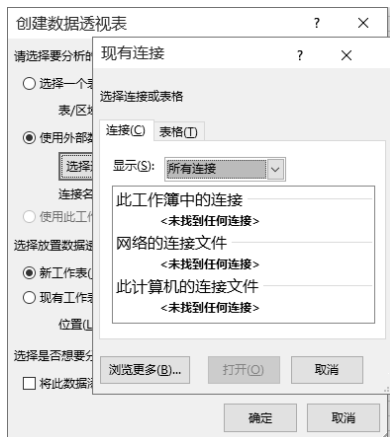 创建数据透视表 ? ×
请选择要分析的
选择一个表
表/区域
使用外部数
选择连
连接名
使用此工作
选择放置数据透
新工作表(
现有工作表
位置(L
选择是否想要分
将此数据添
确定 取消
现有连接 ? ×
选择连接或表格
连接(C) 表格(T)
显示(S): 所有连接
此工作簿中的连接
<未找到任何连接>
网络的连接文件
<未找到任何连接>
此计算机的连接文件
<未找到任何连接>
浏览更多(B)... 打开(O) 取消